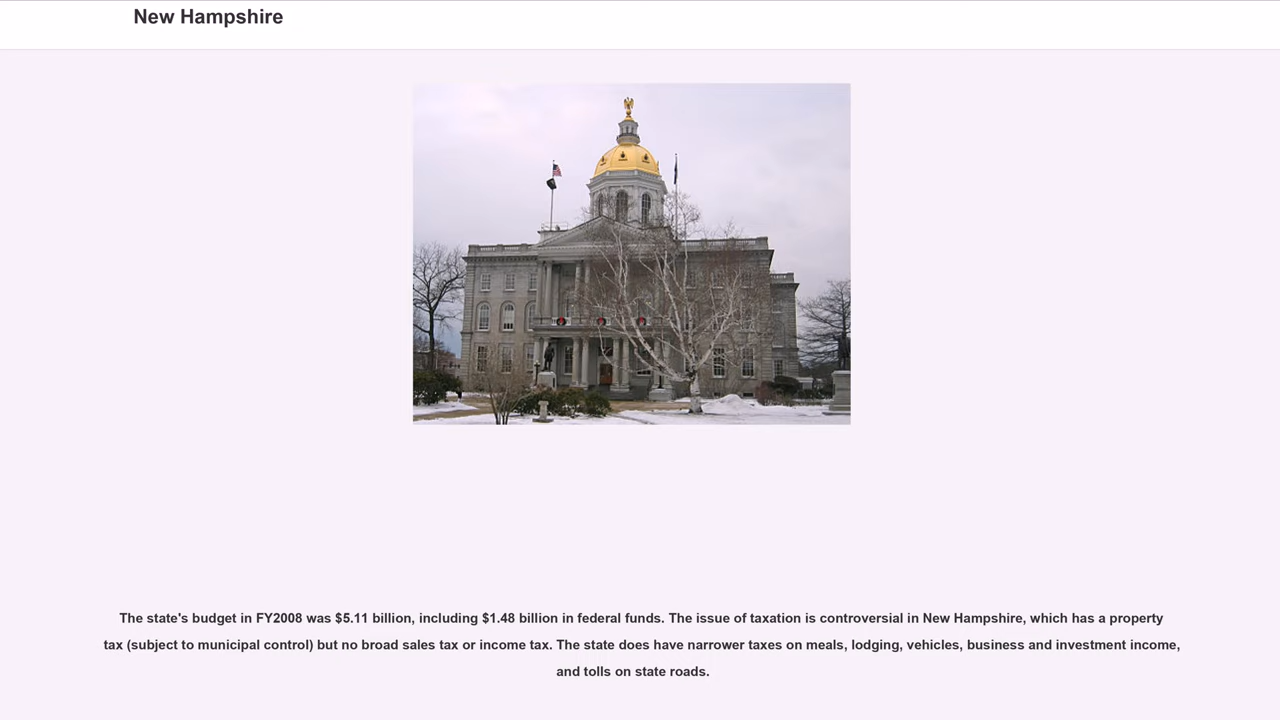 New Hampshire
The state's budget in FY2008 was $5.11 billion, including $1.48 billion in federal funds. The issue of taxation is controversial in New Hampshire, which has a property
tax (subject to municipal control) but no broad sales tax or income tax. The state does have narrower taxes on meals, lodging, vehicles, business and investment income,
and tolls on state roads.